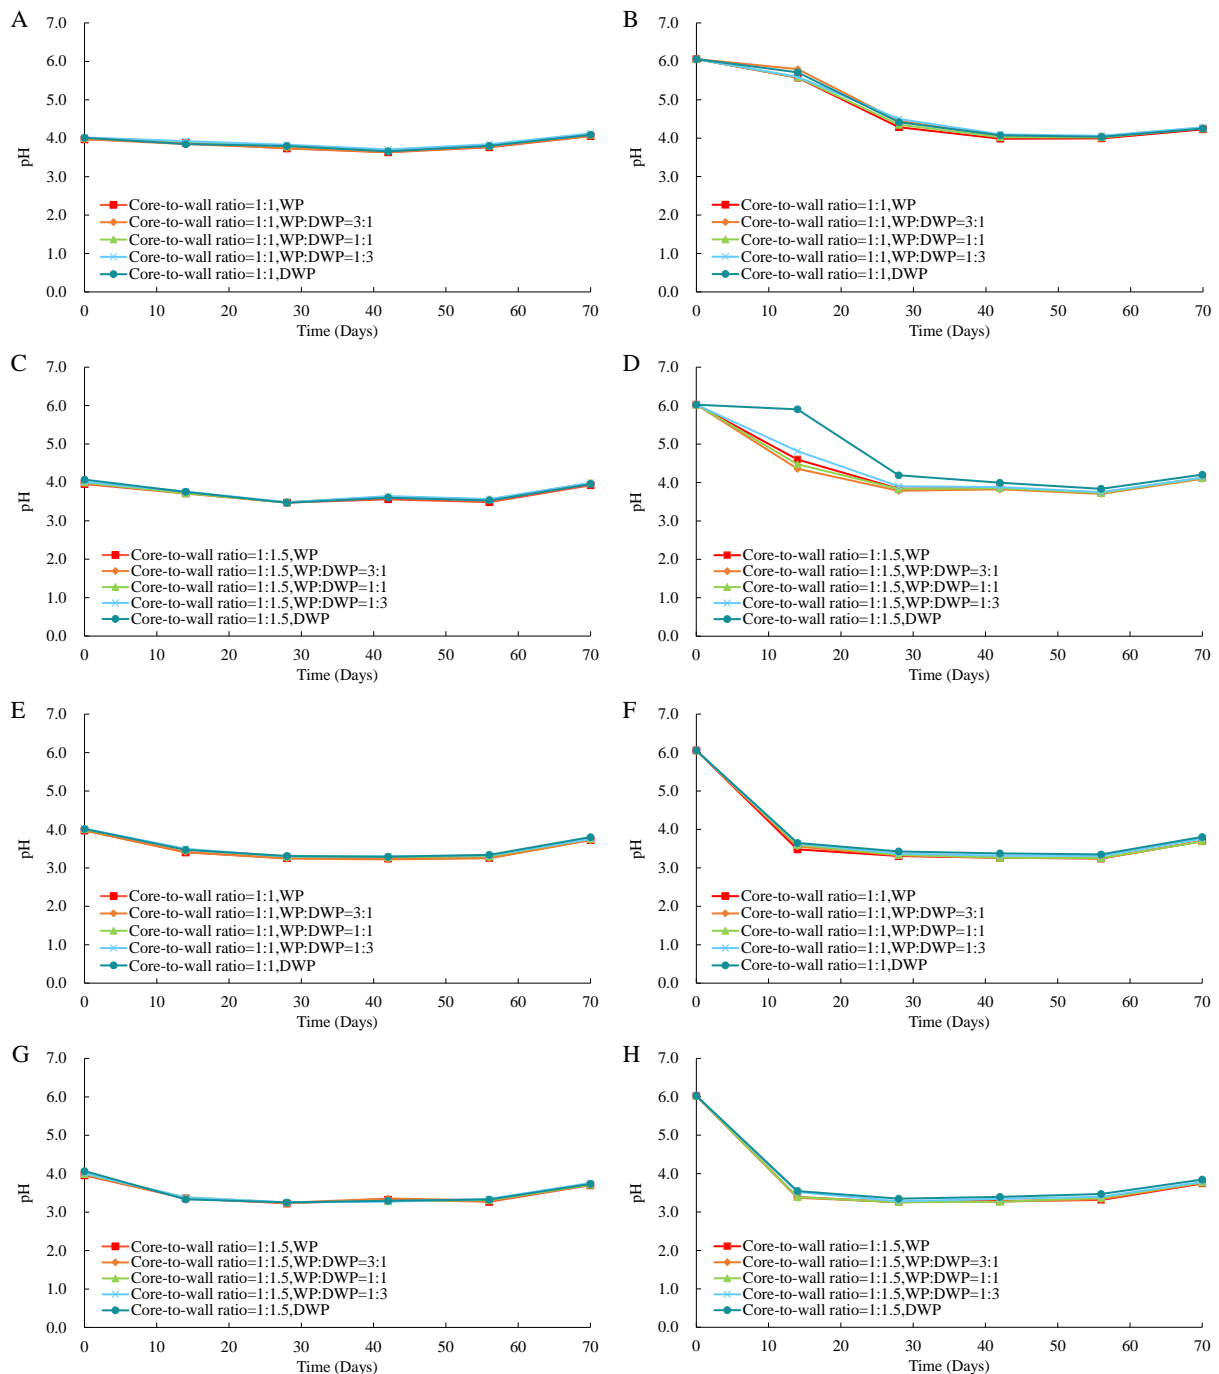 A
7.0
6.0
5.0
4.0
3.0
2.0
1.0
0.0
pH
Core-to-wall ratio=1:1,WP
Core-to-wall ratio=1:1,WP:DWP=3:1
Core-to-wall ratio=1:1,WP:DWP=1:1
Core-to-wall ratio=1:1,WP:DWP=1:3
Core-to-wall ratio=1:1,DWP
0 10 20 30 40 50 60 70
Time (Days)
B
7.0
6.0
5.0
4.0
3.0
2.0
1.0
0.0
pH
Core-to-wall ratio=1:1,WP
Core-to-wall ratio=1:1,WP:DWP=3:1
Core-to-wall ratio=1:1,WP:DWP=1:1
Core-to-wall ratio=1:1,WP:DWP=1:3
Core-to-wall ratio=1:1,DWP
0 10 20 30 40 50 60 70
Time (Days)
C
7.0
6.0
5.0
4.0
3.0
2.0
1.0
0.0
pH
Core-to-wall ratio=1:1.5,WP
Core-to-wall ratio=1:1.5,WP:DWP=3:1
Core-to-wall ratio=1:1.5,WP:DWP=1:1
Core-to-wall ratio=1:1.5,WP:DWP=1:3
Core-to-wall ratio=1:1.5,DWP
0 10 20 30 40 50 60 70
Time (Days)
D
7.0
6.0
5.0
4.0
3.0
2.0
1.0
0.0
pH
Core-to-wall ratio=1:1.5,WP
Core-to-wall ratio=1:1.5,WP:DWP=3:1
Core-to-wall ratio=1:1.5,WP:DWP=1:1
Core-to-wall ratio=1:1.5,WP:DWP=1:3
Core-to-wall ratio=1:1.5,DWP
0 10 20 30 40 50 60 70
Time (Days)
E
7.0
6.0
5.0
4.0
3.0
2.0
1.0
0.0
pH
Core-to-wall ratio=1:1,WP
Core-to-wall ratio=1:1,WP:DWP=3:1
Core-to-wall ratio=1:1,WP:DWP=1:1
Core-to-wall ratio=1:1,WP:DWP=1:3
Core-to-wall ratio=1:1,DWP
0 10 20 30 40 50 60 70
Time (Days)
F
7.0
6.0
5.0
4.0
3.0
2.0
1.0
0.0
pH
Core-to-wall ratio=1:1,WP
Core-to-wall ratio=1:1,WP:DWP=3:1
Core-to-wall ratio=1:1,WP:DWP=1:1
Core-to-wall ratio=1:1,WP:DWP=1:3
Core-to-wall ratio=1:1,DWP
0 10 20 30 40 50 60 70
Time (Days)
G
7.0
6.0
5.0
4.0
3.0
2.0
1.0
0.0
pH
Core-to-wall ratio=1:1.5,WP
Core-to-wall ratio=1:1.5,WP:DWP=3:1
Core-to-wall ratio=1:1.5,WP:DWP=1:1
Core-to-wall ratio=1:1.5,WP:DWP=1:3
Core-to-wall ratio=1:1.5,DWP
0 10 20 30 40 50 60 70
Time (Days)
H
7.0
6.0
5.0
4.0
3.0
2.0
1.0
0.0
pH
Core-to-wall ratio=1:1.5,WP
Core-to-wall ratio=1:1.5,WP:DWP=3:1
Core-to-wall ratio=1:1.5,WP:DWP=1:1
Core-to-wall ratio=1:1.5,WP:DWP=1:3
Core-to-wall ratio=1:1.5,DWP
0 10 20 30 40 50 60 70
Time (Days)